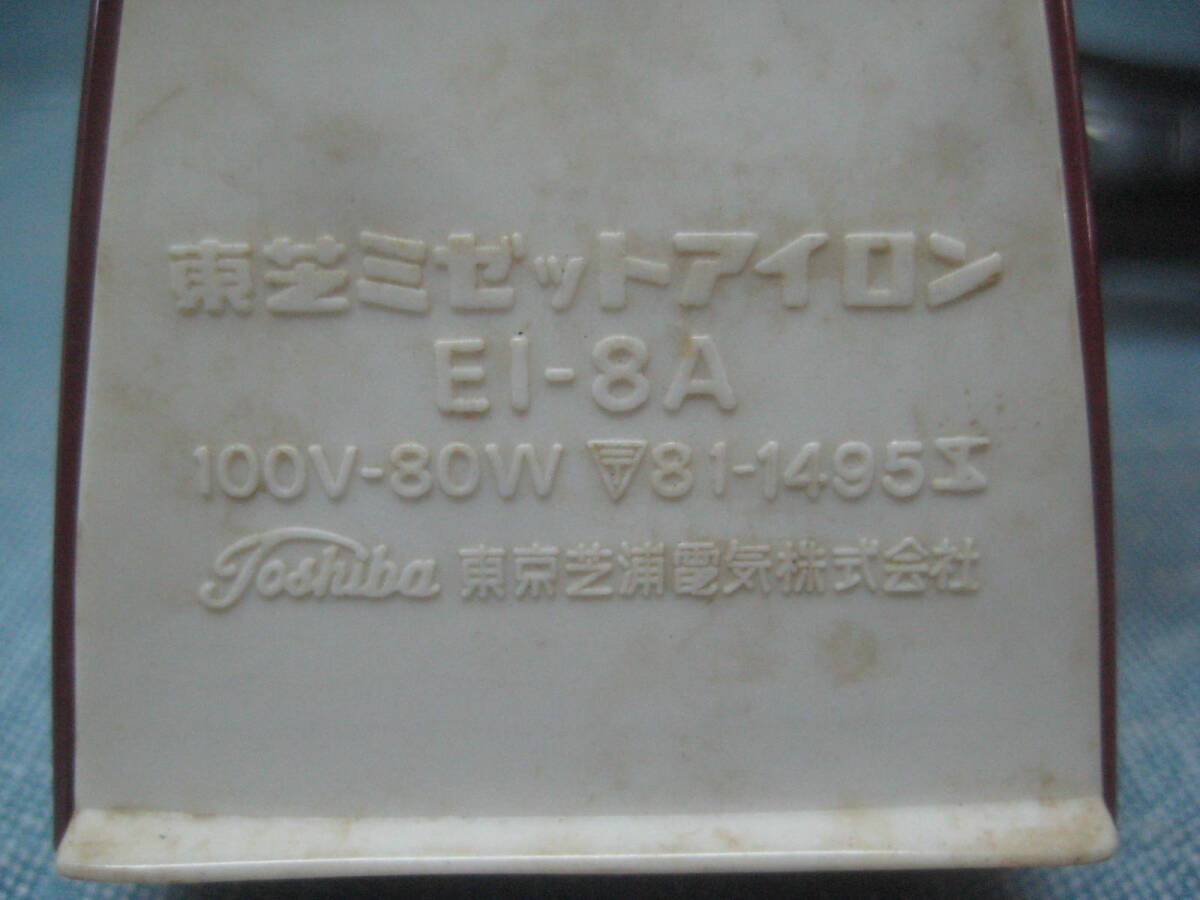 東芝ミゼットアイロン
EI-8A
100V-80W 〒81-1495
Toshiba 東京芝浦電気株式会社